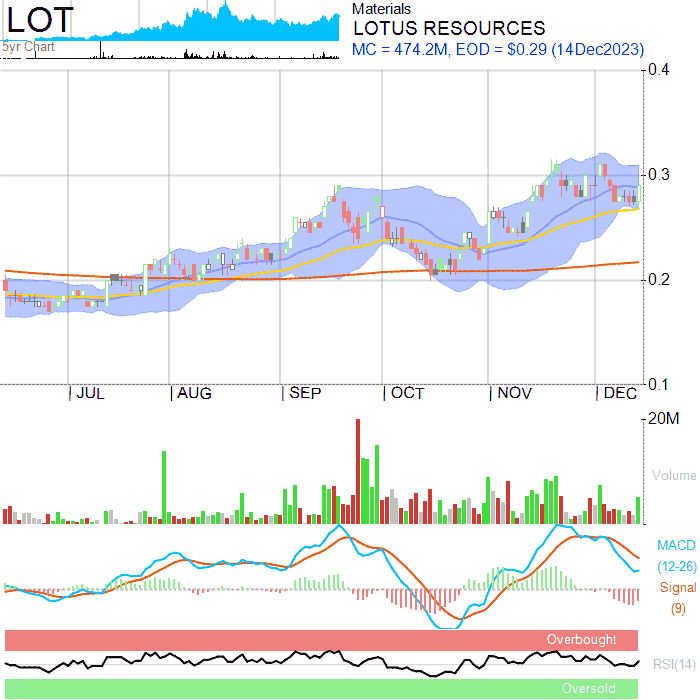 LOT
5yr Chart
Materials
LOTUS RESOURCES
MC = 474.2M, EOD = $0.29 (14Dec2023)
0.4
0.3
0.2
0.1
JUL AUG SEP OCT NOV DEC
20M
Volume
MACD
(12-26)
Signal
(9)
Overbought
RSI(14)
Oversold